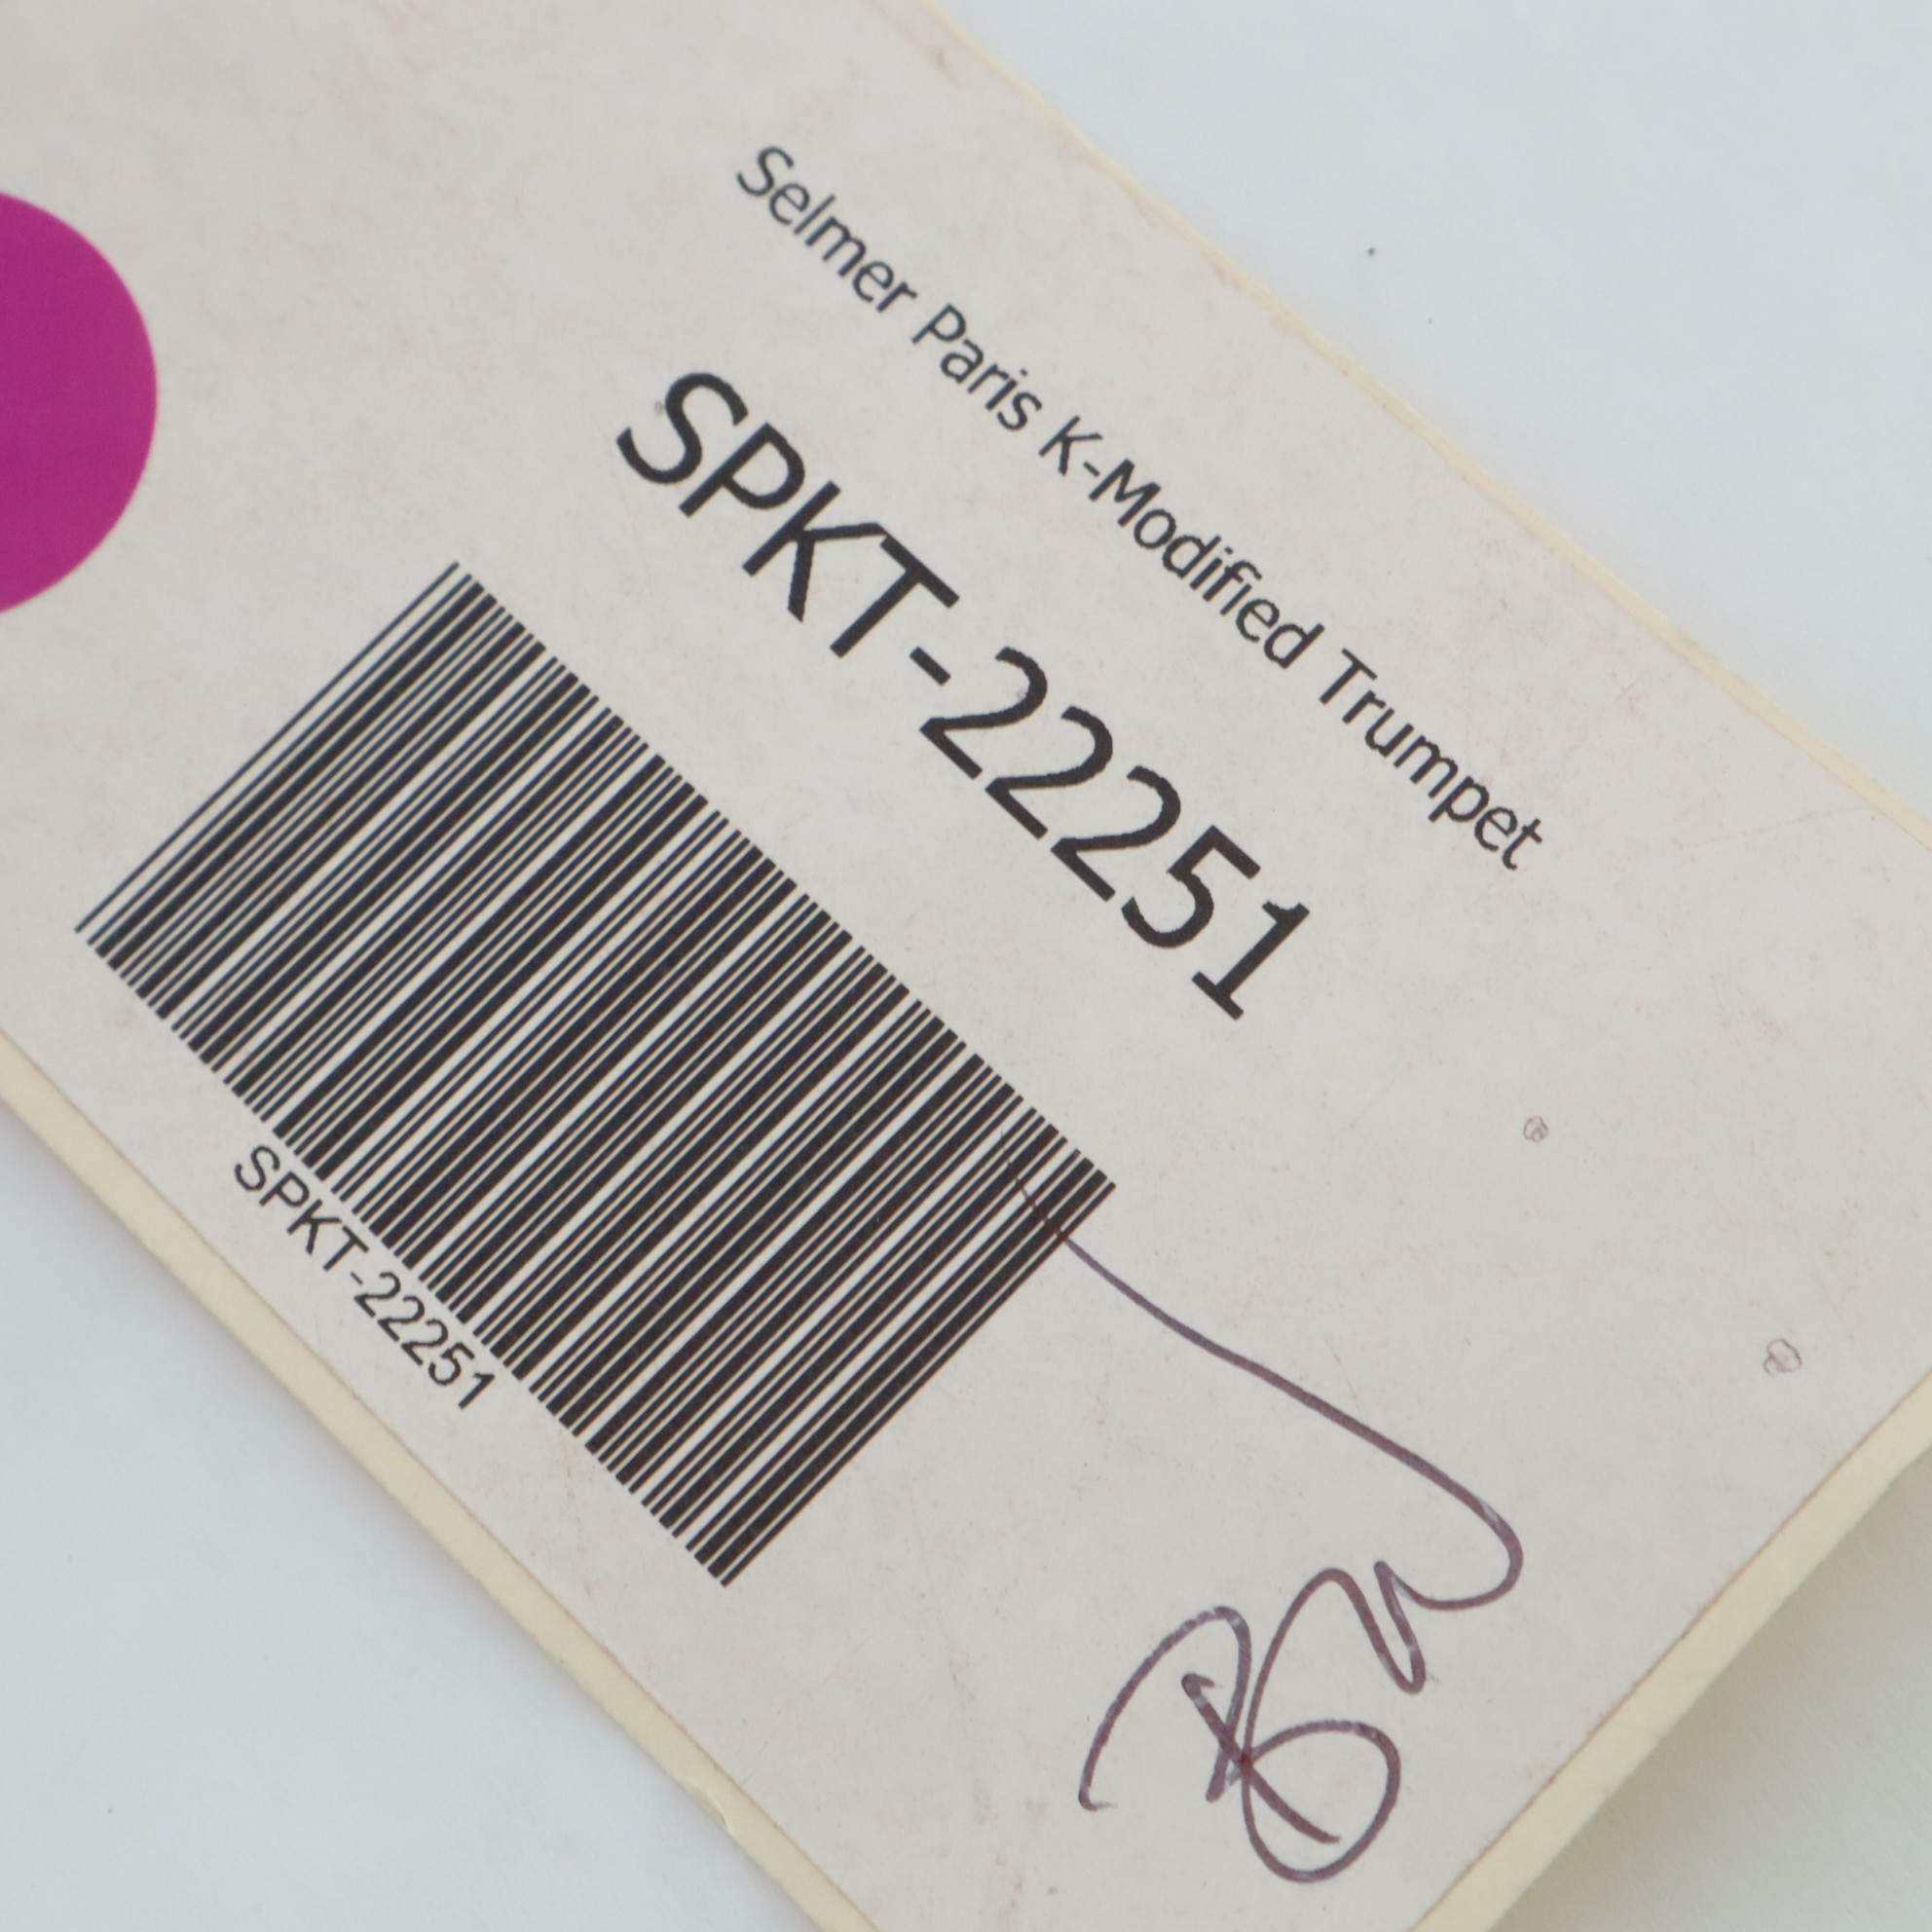 Selmer Paris K-Modified Trumpet
SPKT-22251
SPKT-22251